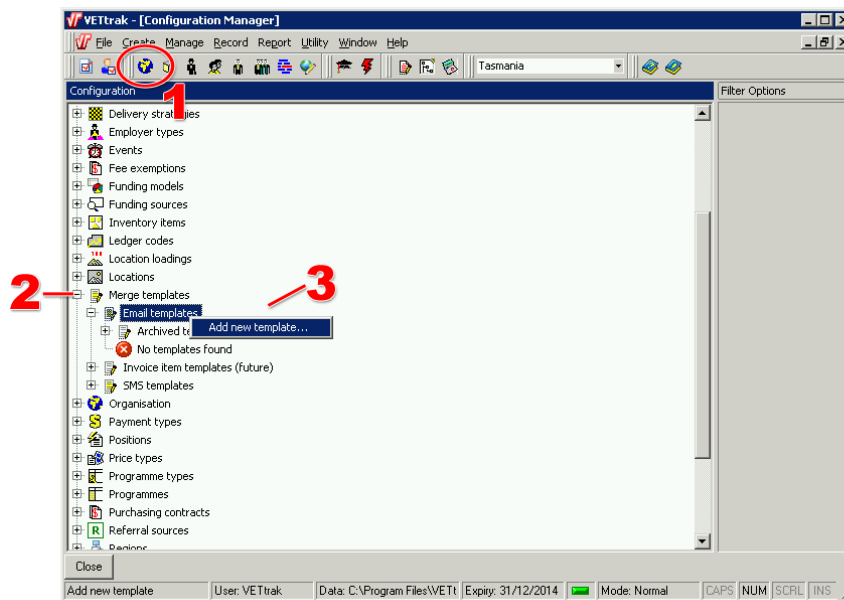 VETtrak - [Configuration Manager]
File Create Manage Record Report Utility Window Help
Tasmania
1
Configuration
Filter Options
Delivery strategies
Employer types
Events
Fee exemptions
Funding models
Funding sources
Inventory items
Ledger codes
Location loadings
Locations
2
3
Merge templates
Email templates
Add new template...
Archived te
No templates found
Invoice item templates (future)
SMS templates
Organisation
Payment types
Positions
Price types
Programme types
Programmes
Purchasing contracts
R Referral sources
Regions
Close
Add new template User: VETtrak Data: C:\Program Files\VETt Expiry: 31/12/2014 Mode: Normal CAPS NUM SCRL INS